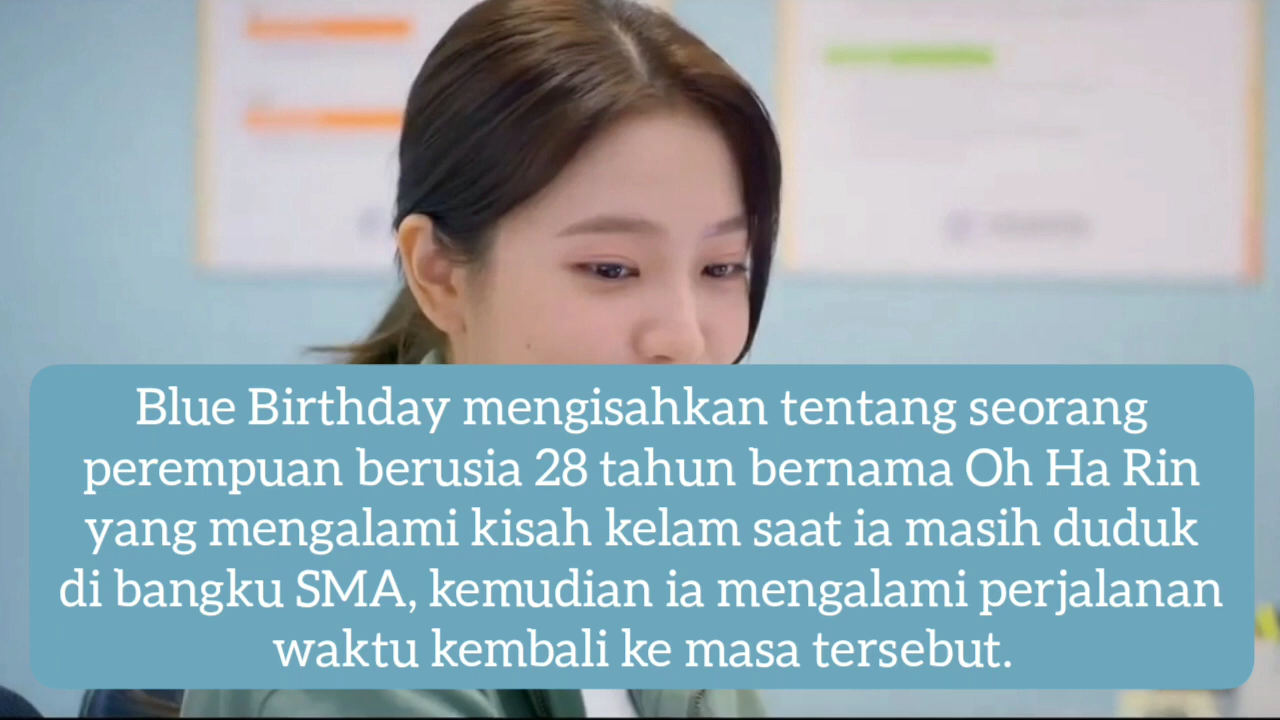 Blue Birthday mengisahkan tentang seorang
perempuan berusia 28 tahun bernama Oh Ha Rin
yang mengalami kisah kelam saat ia masih duduk
di bangku SMA, kemudian ia mengalami perjalanan
waktu kembali ke masa tersebut.